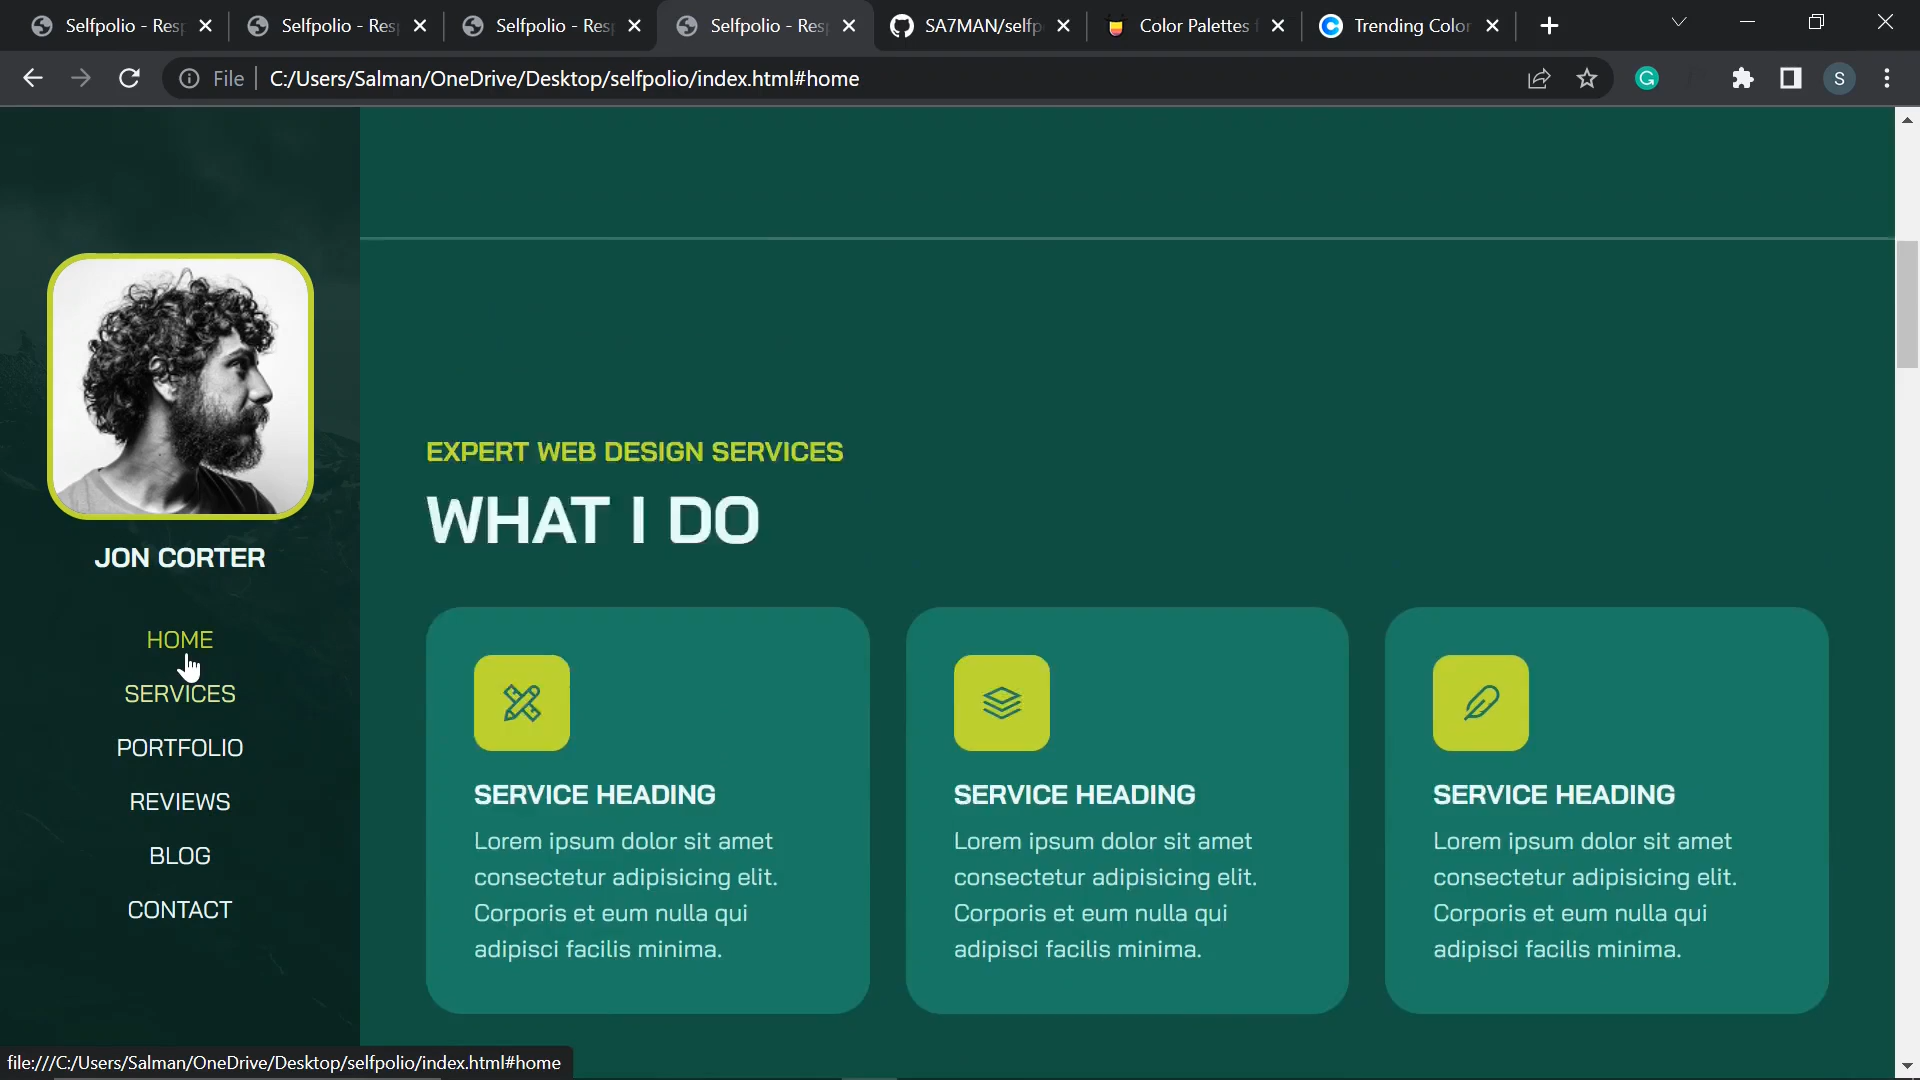 Selfpolio - Res
Selfpolio - Res
Selfpolio - Res
Selfpolio - Res
SA7MAN/selfp
Color Palettes f
Trending Color
File
C:/Users/Salman/OneDrive/Desktop/selfpolio/index.html#home
S
JON CORTER
HOME
SERVICES
PORTFOLIO
REVIEWS
BLOG
CONTACT
EXPERT WEB DESIGN SERVICES
WHAT I DO
SERVICE HEADING
Lorem ipsum dolor sit amet
consectetur adipisicing elit.
Corporis et eum nulla qui
adipisci facilis minima.
SERVICE HEADING
Lorem ipsum dolor sit amet
consectetur adipisicing elit.
Corporis et eum nulla qui
adipisci facilis minima.
SERVICE HEADING
Lorem ipsum dolor sit amet
consectetur adipisicing elit.
Corporis et eum nulla qui
adipisci facilis minima.
file:///C:/Users/Salman/OneDrive/Desktop/selfpolio/index.html#home